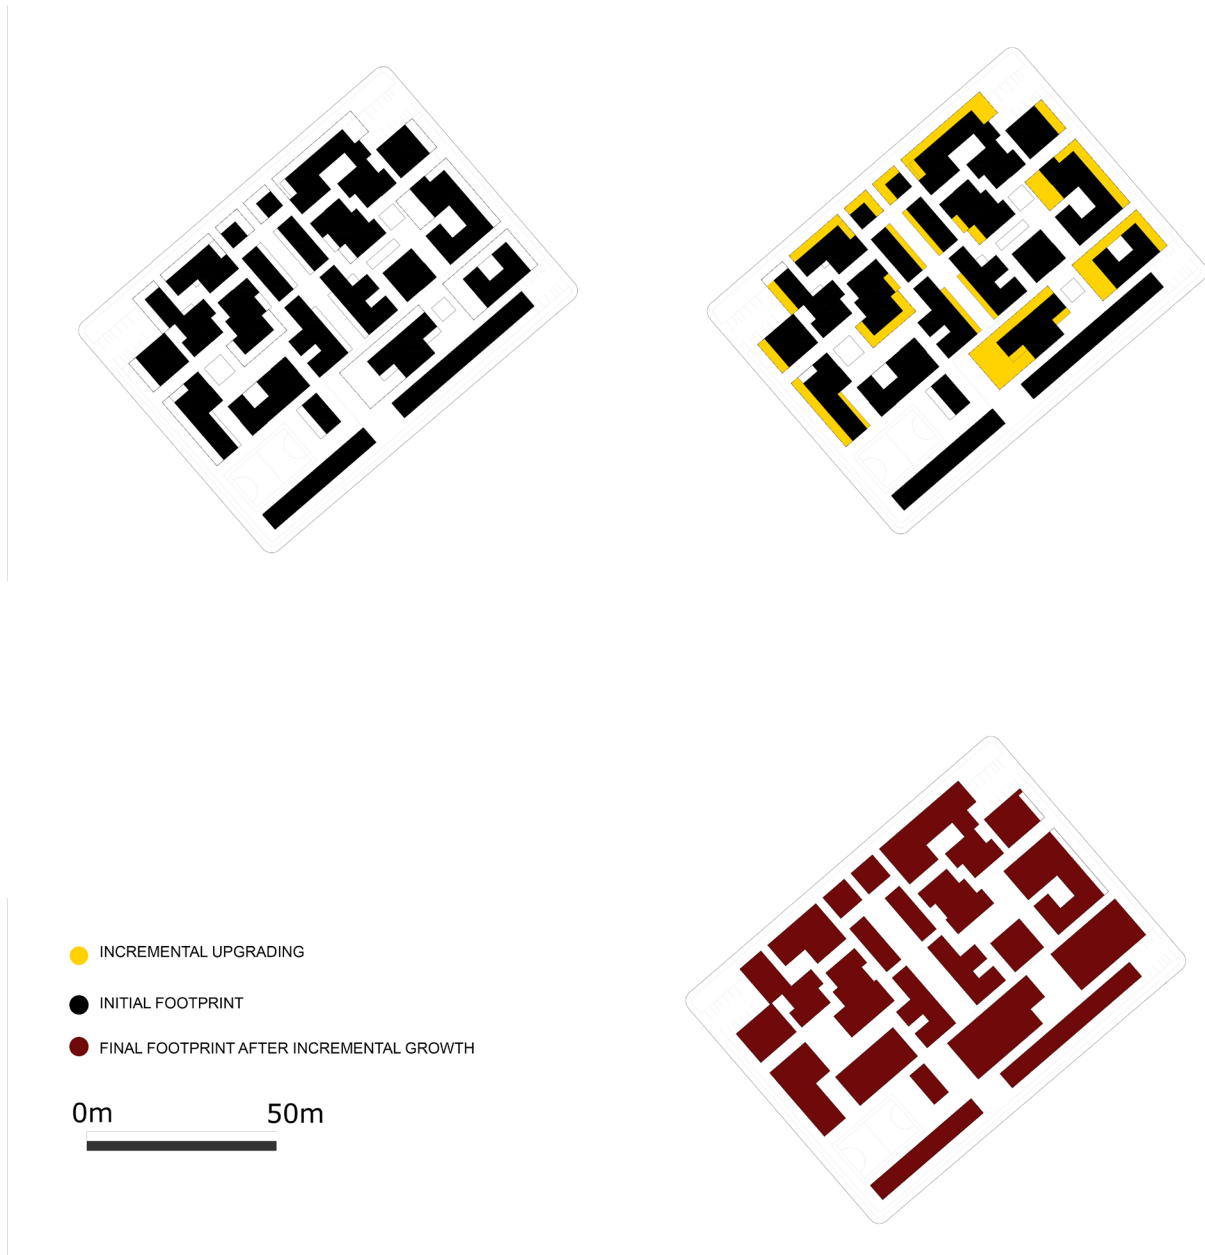 INCREMENTAL UPGRADING
INITIAL FOOTPRINT
FINAL FOOTPRINT AFTER INCREMENTAL GROWTH
0m 50m